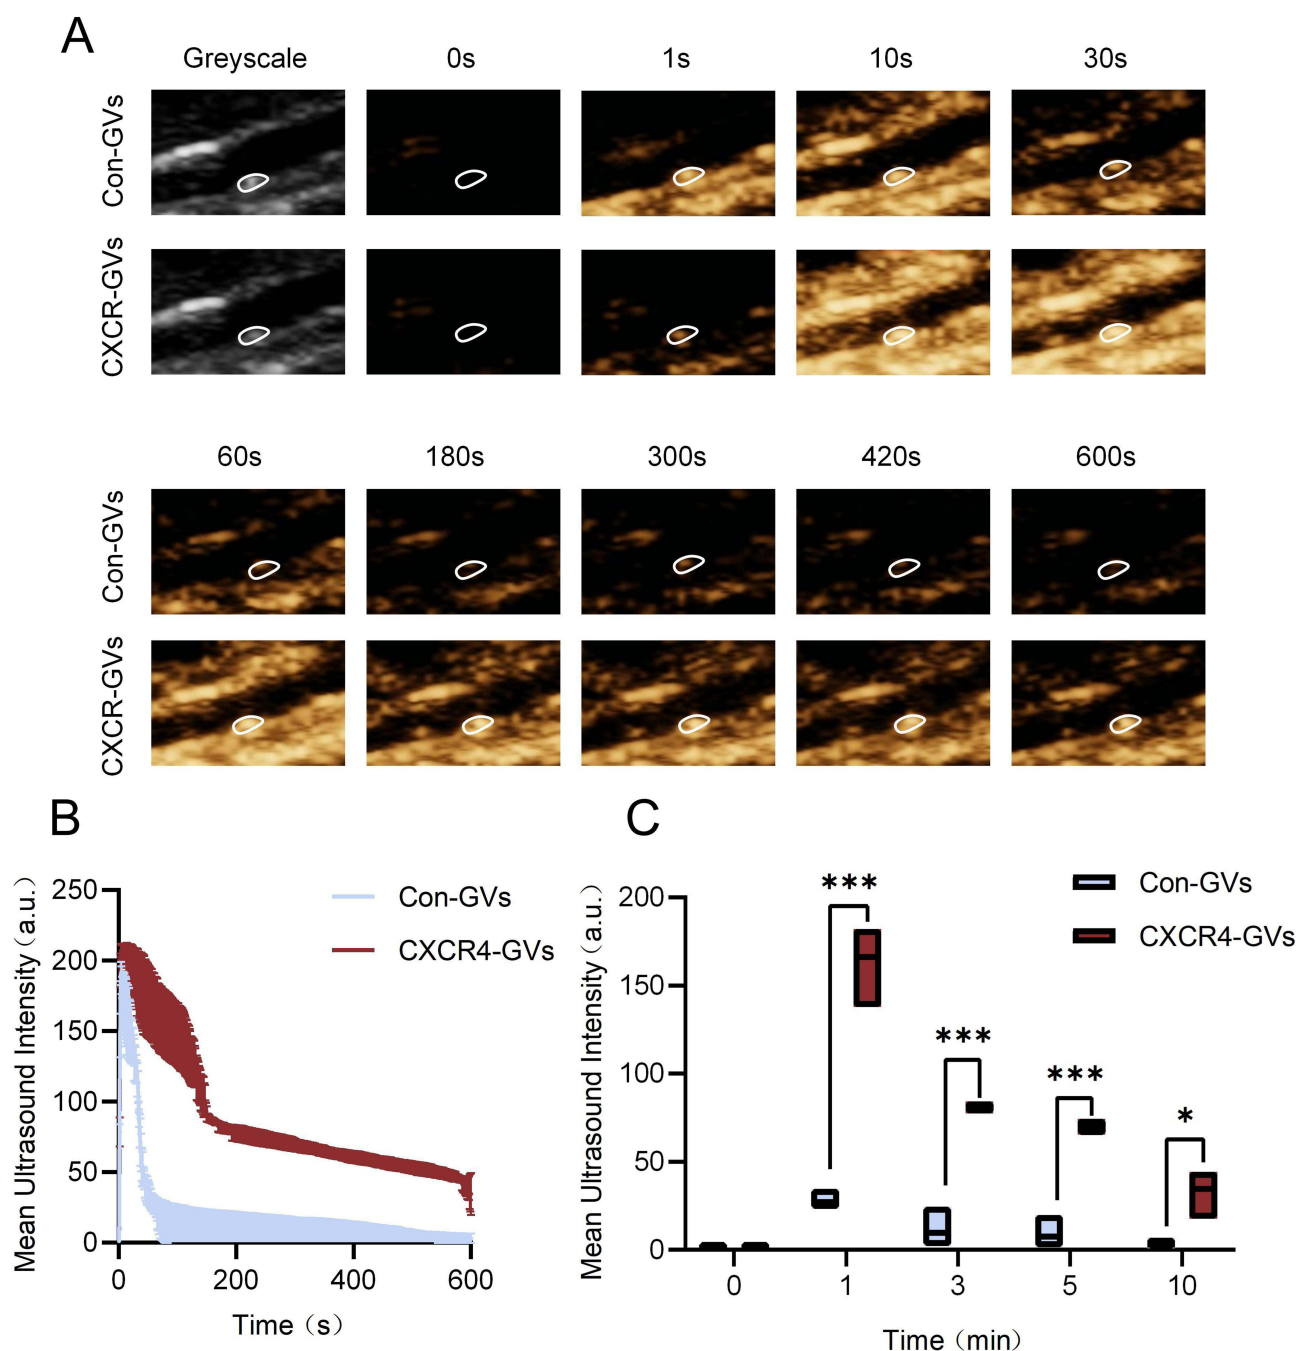 A
Greyscale 0s 1s 10s 30s
Con-GVs
CXCR-GVs
60s 180s 300s 420s 600s
Con-GVs
CXCR-GVs
B
Mean Ultrasound Intensity（a.u.）
250
200
150
100
50
0
0 200 400 600
Time（s）
Con-GVs
CXCR4-GVs
C
Mean Ultrasound Intensity（a.u.）
200
150
100
50
0
0 1 3 5 10
Time（min）
***
***
***
*
Con-GVs
CXCR4-GVs